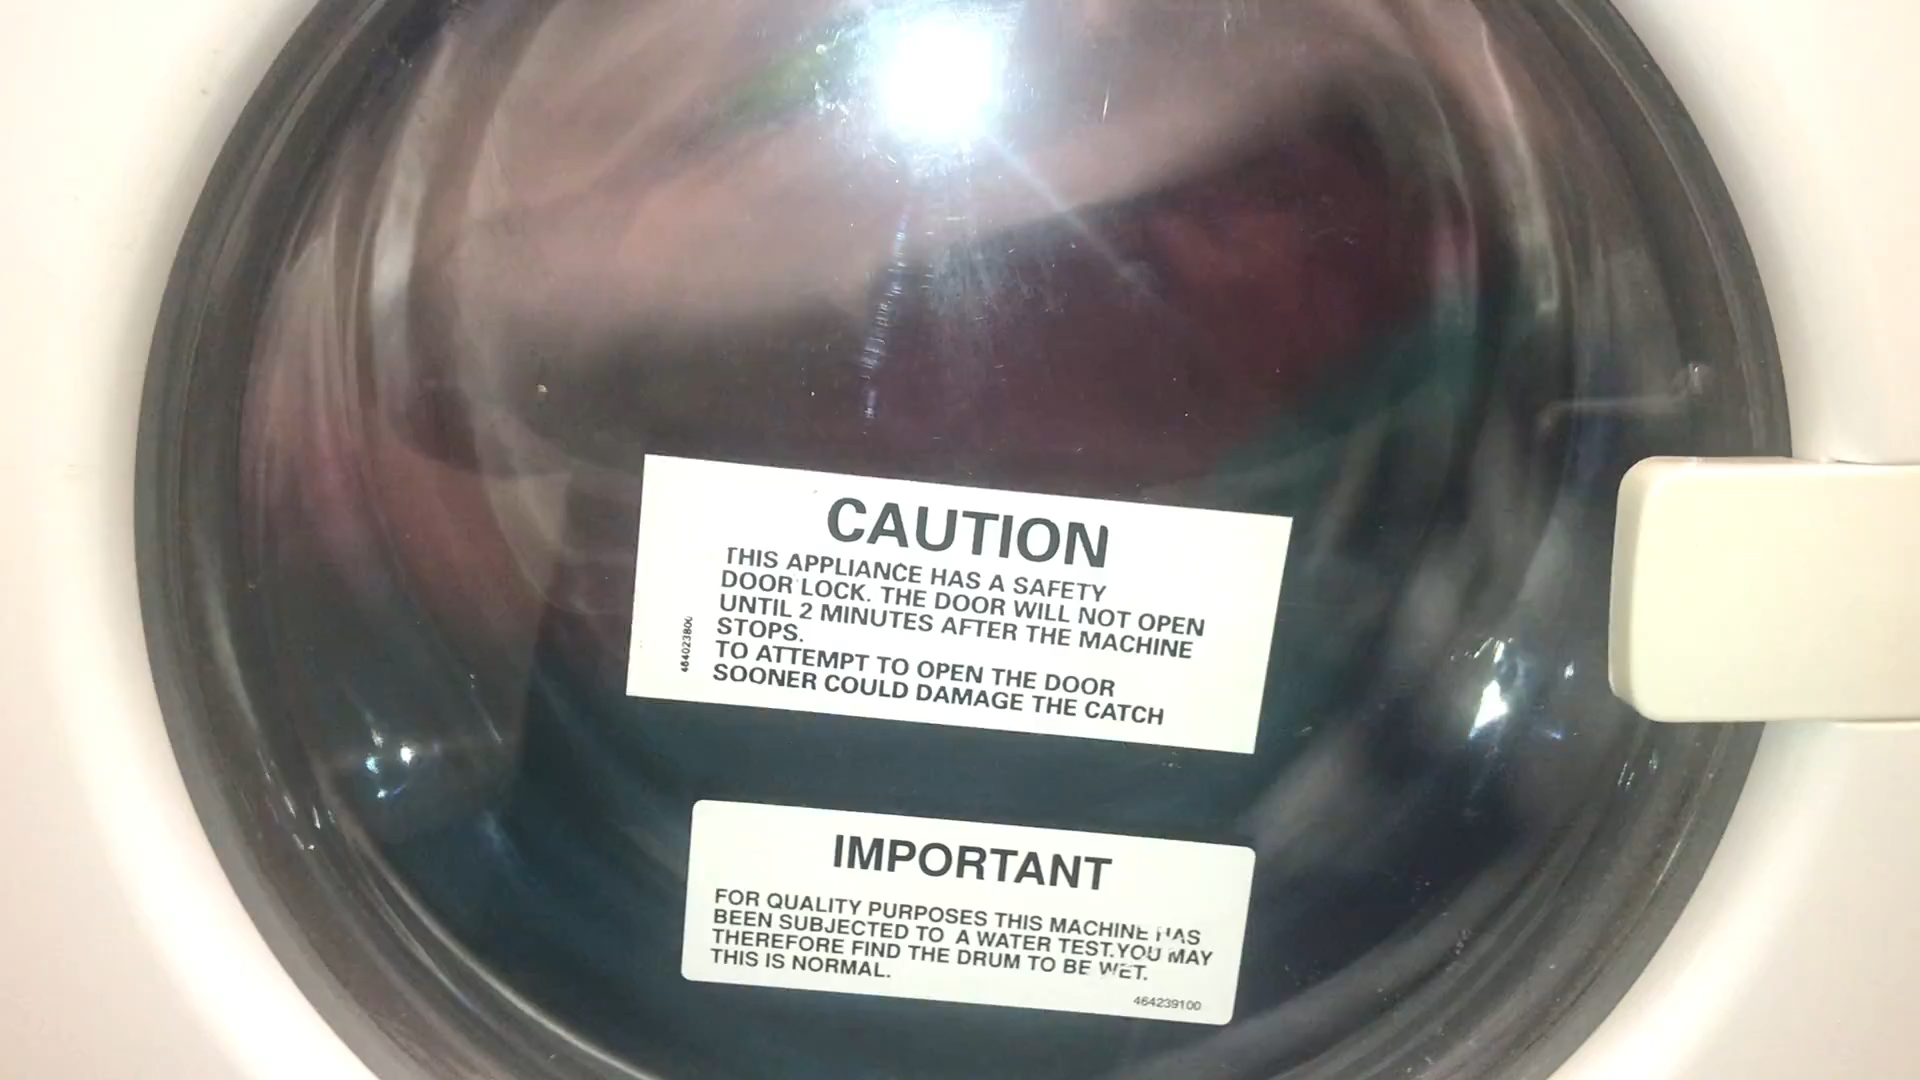 CAUTION
THIS APPLIANCE HAS A SAFETY
DOOR LOCK. THE DOOR WILL NOT OPEN
UNTIL 2 MINUTES AFTER THE MACHINE
STOPS.
TO ATTEMPT TO OPEN THE DOOR
SOONER COULD DAMAGE THE CATCH
IMPORTANT
FOR QUALITY PURPOSES THIS MACHINE HAS
BEEN SUBJECTED TO A WATER TEST.YOU MAY
THEREFORE FIND THE DRUM TO BE WET.
THIS IS NORMAL.
464239100